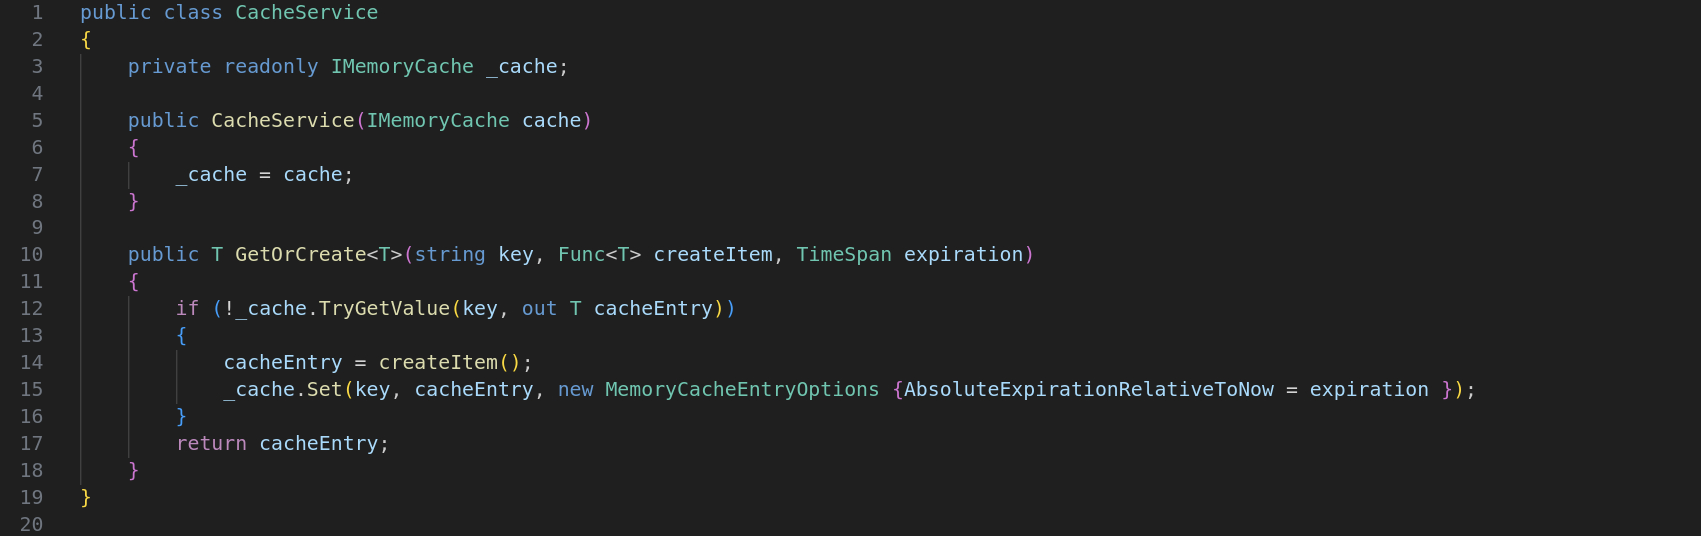 1 public class CacheService
2 {
3     private readonly IMemoryCache _cache;
4
5     public CacheService(IMemoryCache cache)
6     {
7         _cache = cache;
8     }
9
10     public T GetOrCreate<T>(string key, Func<T> createItem, TimeSpan expiration)
11     {
12         if (!_cache.TryGetValue(key, out T cacheEntry))
13         {
14             cacheEntry = createItem();
15             _cache.Set(key, cacheEntry, new MemoryCacheEntryOptions {AbsoluteExpirationRelativeToNow = expiration });
16         }
17         return cacheEntry;
18     }
19 }
20